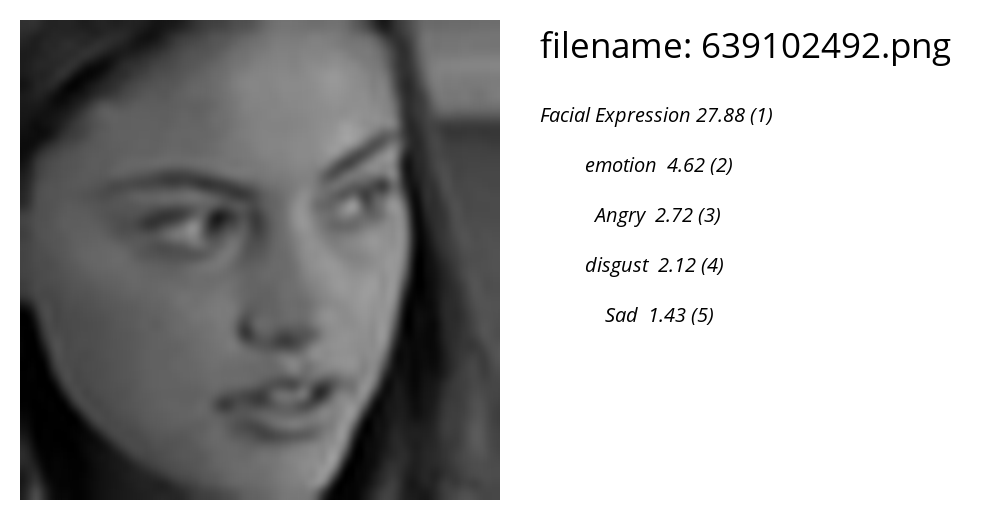 filename: 639102492.png
Facial Expression 27.88 (1)
emotion 4.62 (2)
Angry 2.72 (3)
disgust 2.12 (4)
Sad 1.43 (5)